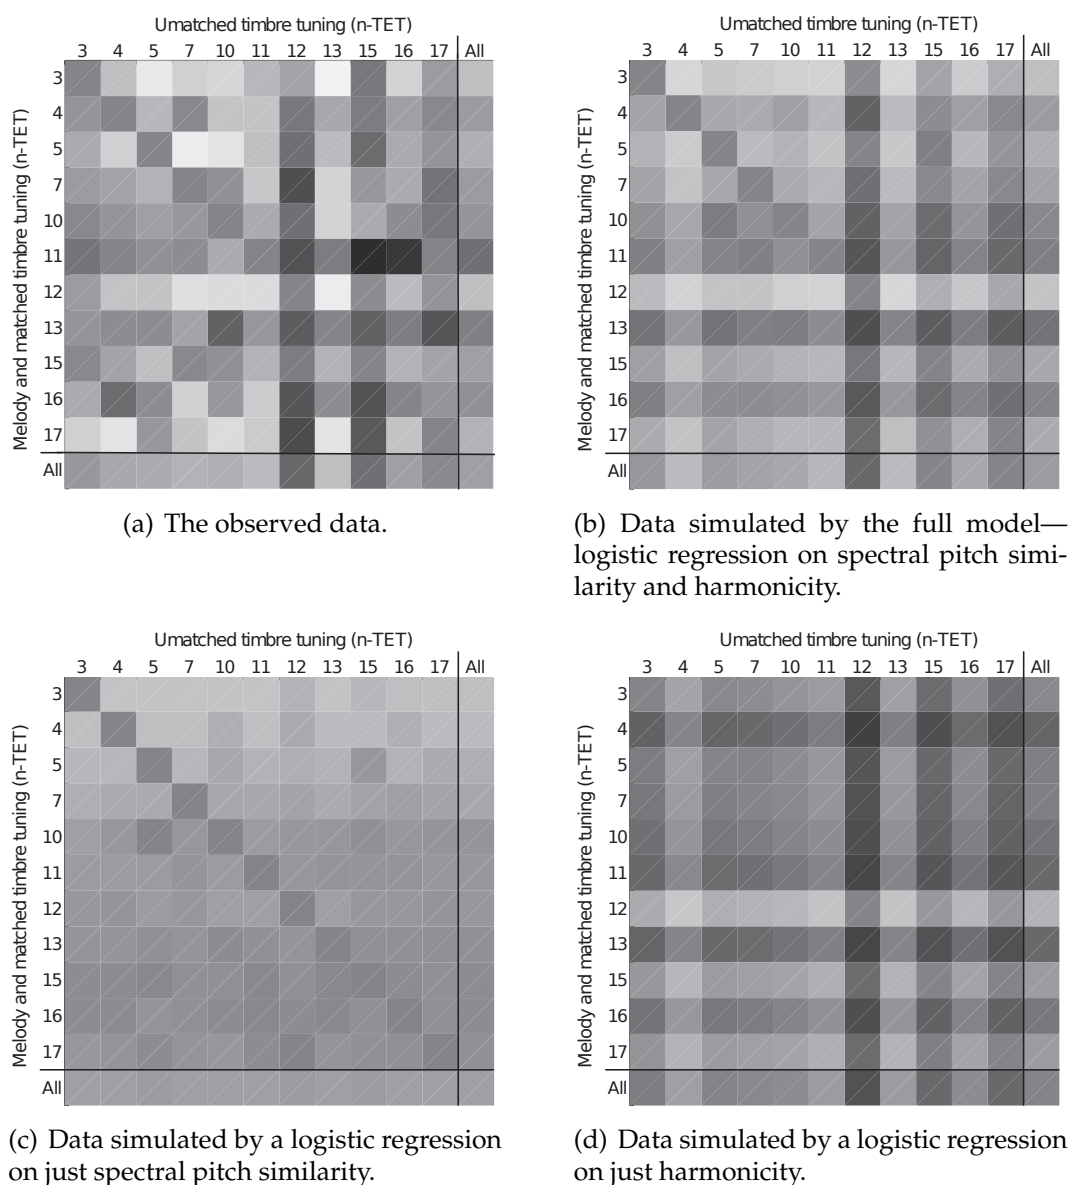 Umatched timbre tuning (n-TET)
3 4 5 7 10 11 12 13 15 16 17 All
Melody and matched timbre tuning (n-TET)
3
4
5
7
10
11
12
13
15
16
17
All
(a) The observed data.
Umatched timbre tuning (n-TET)
3 4 5 7 10 11 12 13 15 16 17 All
Melody and matched timbre tuning (n-TET)
3
4
5
7
10
11
12
13
15
16
17
All
(b) Data simulated by the full model—
logistic regression on spectral pitch simi-
larity and harmonicity.
Umatched timbre tuning (n-TET)
3 4 5 7 10 11 12 13 15 16 17 All
Melody and matched timbre tuning (n-TET)
3
4
5
7
10
11
12
13
15
16
17
All
(c) Data simulated by a logistic regression
on just spectral pitch similarity.
Umatched timbre tuning (n-TET)
3 4 5 7 10 11 12 13 15 16 17 All
Melody and matched timbre tuning (n-TET)
3
4
5
7
10
11
12
13
15
16
17
All
(d) Data simulated by a logistic regression
on just harmonicity.